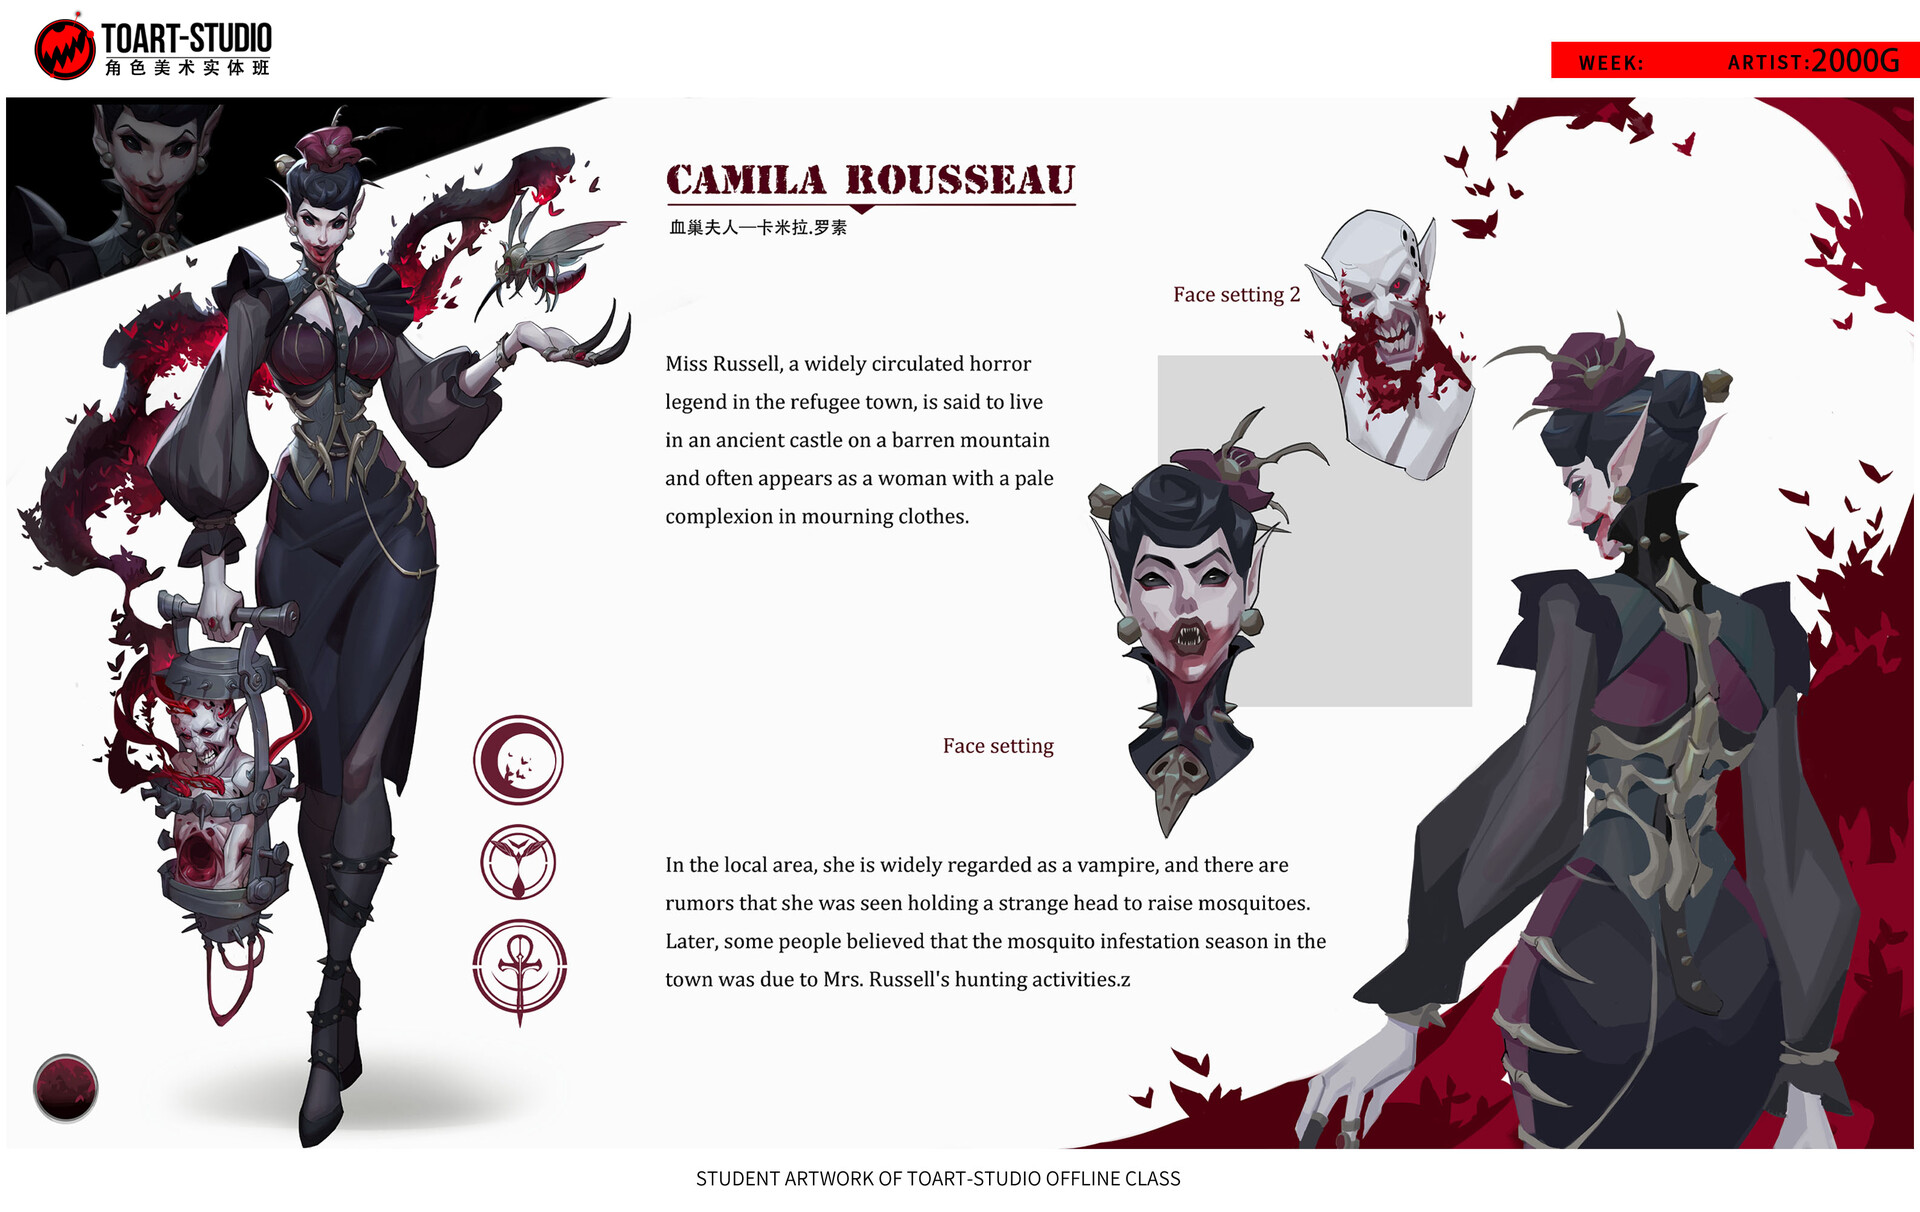 TOART-STUDIO
角色美术实体班
WEEK:
ARTIST:2000G
CAMILA ROUSSEAU
血巢夫人—卡米拉.罗素
Face setting 2
Miss Russell, a widely circulated horror
legend in the refugee town, is said to live
in an ancient castle on a barren mountain
and often appears as a woman with a pale
complexion in mourning clothes.
Face setting
In the local area, she is widely regarded as a vampire, and there are
rumors that she was seen holding a strange head to raise mosquitoes.
Later, some people believed that the mosquito infestation season in the
town was due to Mrs. Russell's hunting activities.z
STUDENT ARTWORK OF TOART-STUDIO OFFLINE CLASS